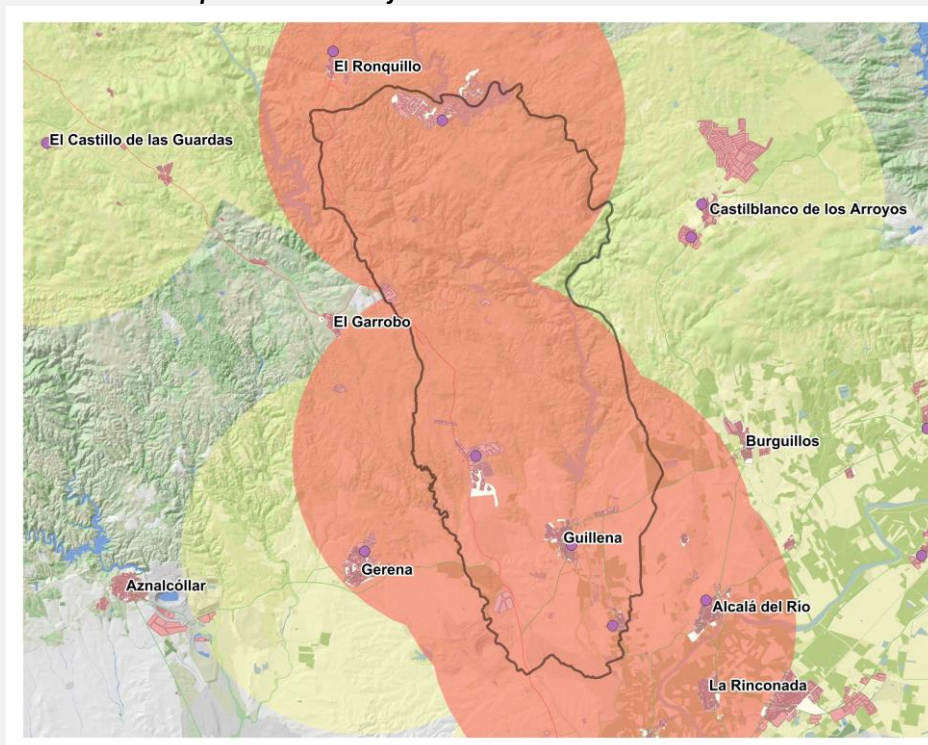 El Ronquillo
El Castillo de las Guardas
Castilblanco de los Arroyos
El Garrobo
Burguillos
Guillena
Gerena
Aznalcóllar
Alcalá del Río
La Rinconada